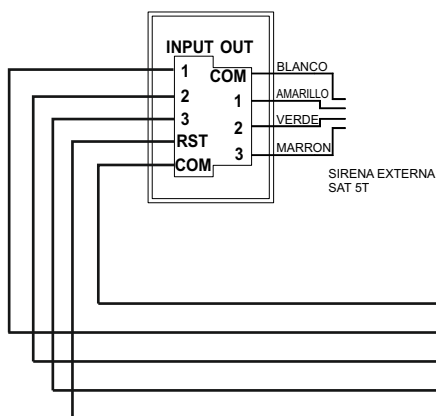 INPUT OUT
1
2
3
RST
COM
COM
1
2
3
BLANCO
AMARILLO
VERDE
MARRON
SIRENA EXTERNA
SAT 5T